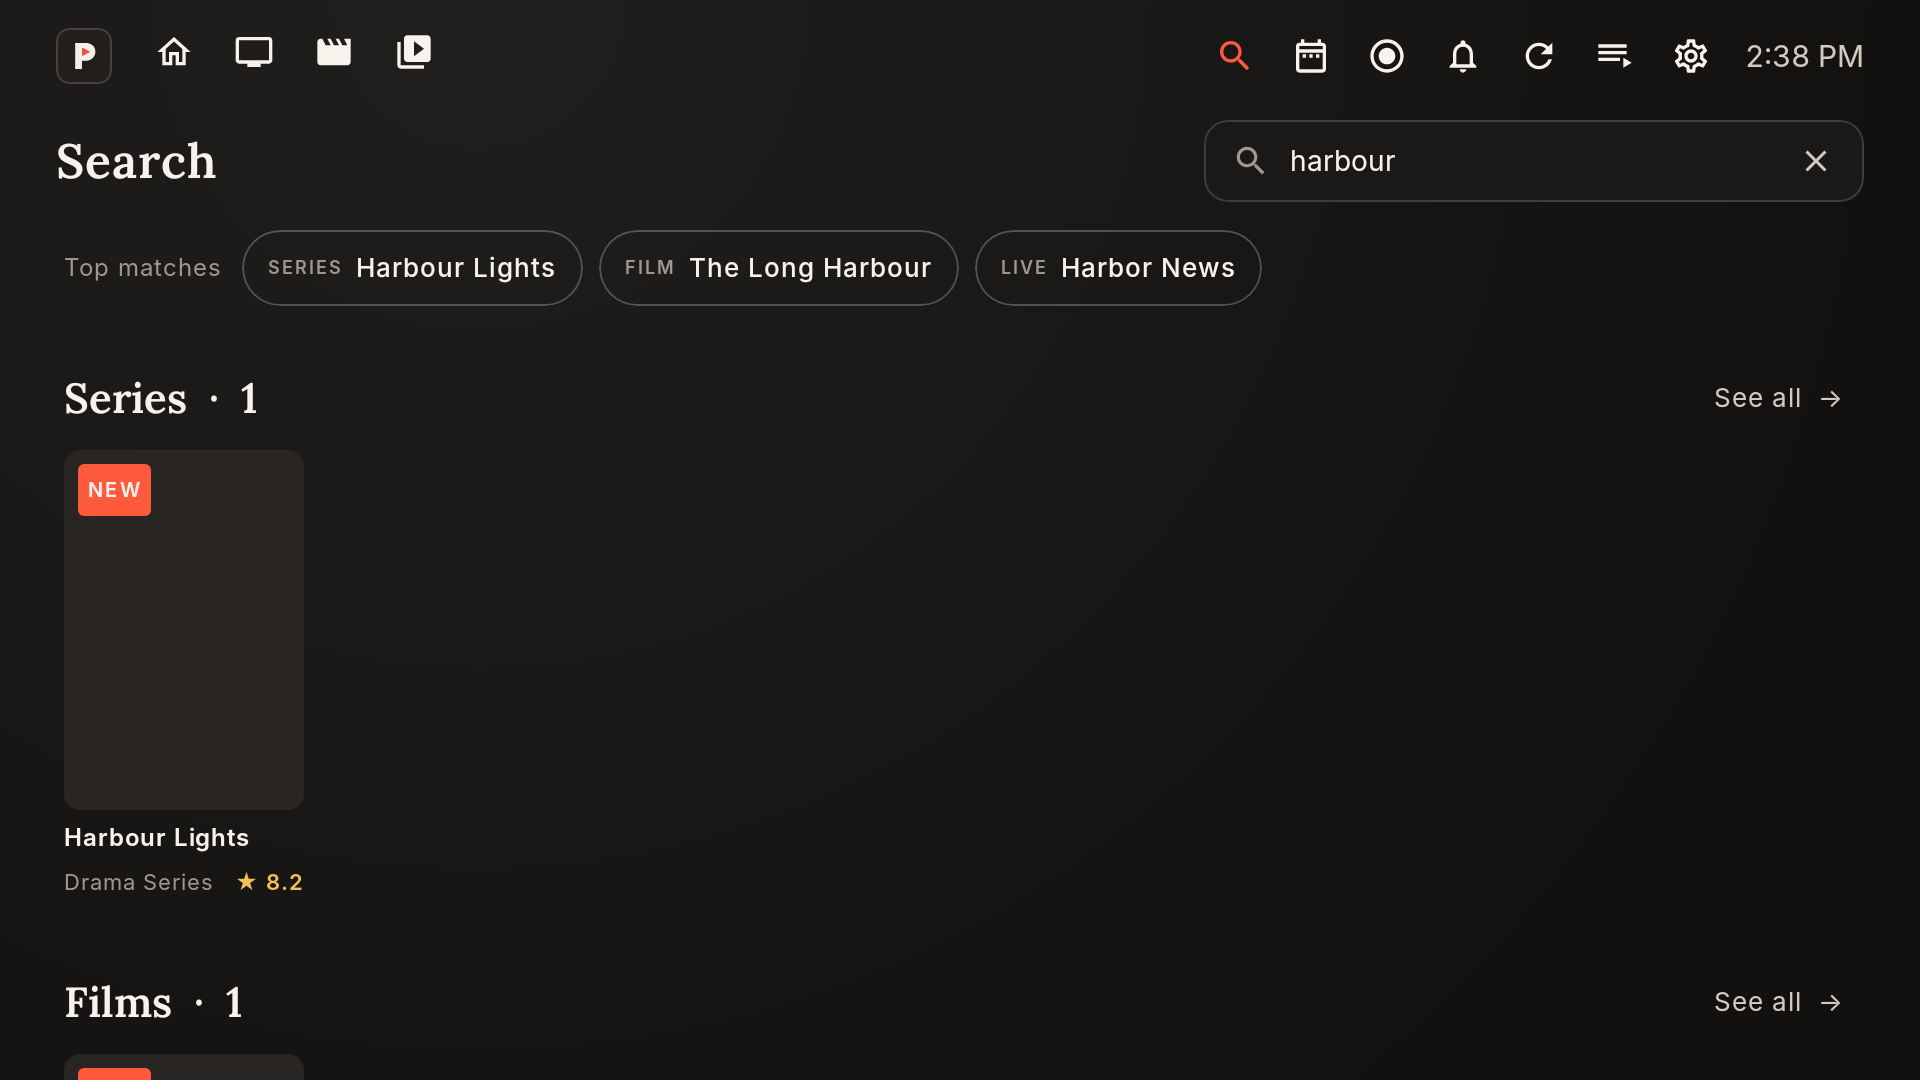 P
2:38 PM
Search
harbour
Top matches
SERIES Harbour Lights
FILM The Long Harbour
LIVE Harbor News
Series · 1
See all →
NEW
Harbour Lights
Drama Series ★ 8.2
Films · 1
See all →